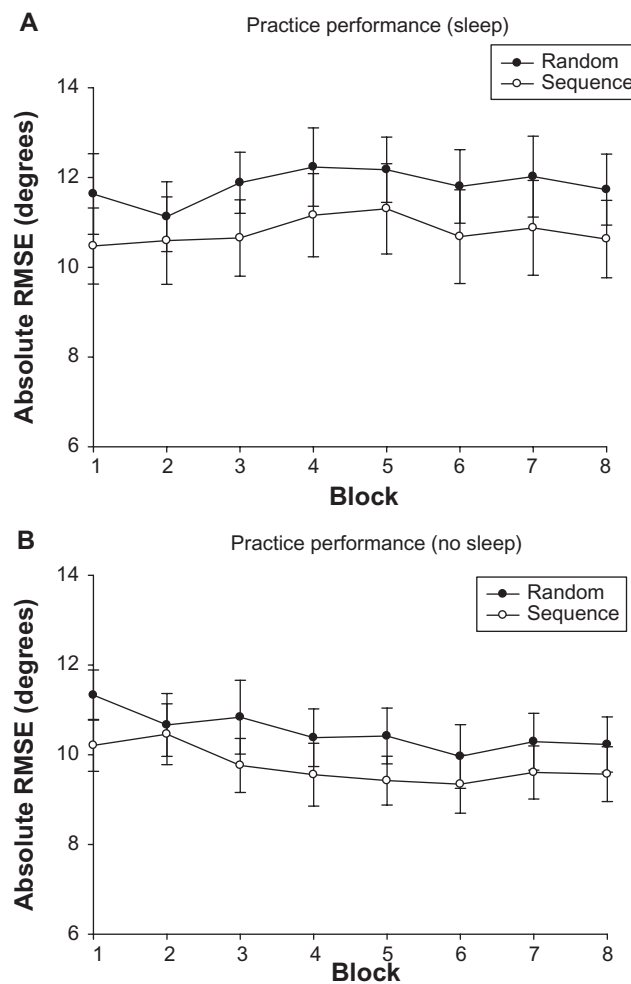 A
Practice performance (sleep)
Random
Sequence
14
12
10
8
6
Absolute RMSE (degrees)
1 2 3 4 5 6 7 8
Block
B
Practice performance (no sleep)
Random
Sequence
14
12
10
8
6
Absolute RMSE (degrees)
1 2 3 4 5 6 7 8
Block